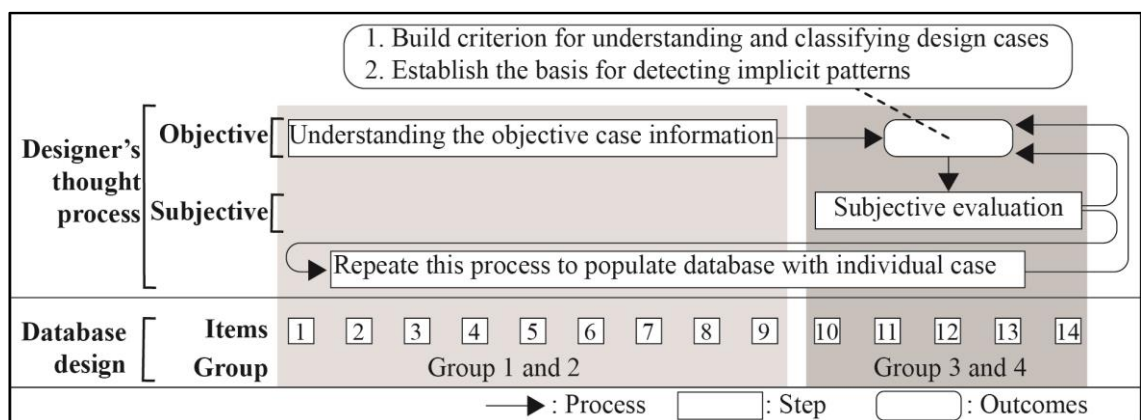 1. Build criterion for understanding and classifying design cases
2. Establish the basis for detecting implicit patterns
Designer's
thought
process
Objective
Understanding the objective case information
Subjective
Subjective evaluation
Repeate this process to populate database with individual case
Database
design
Items
1 2 3 4 5 6 7 8 9 10 11 12 13 14
Group
Group 1 and 2
Group 3 and 4
: Process
: Step
: Outcomes